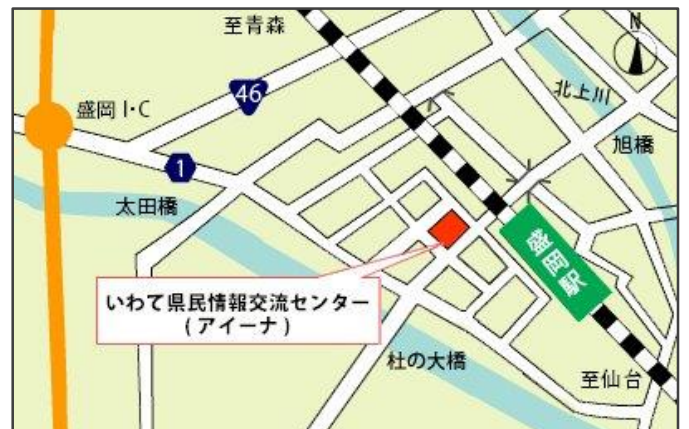 至青森
N
46
盛岡 I・C
北上川
旭橋
1
太田橋
盛岡駅
いわて県民情報交流センター
(アイーナ)
杜の大橋
至仙台